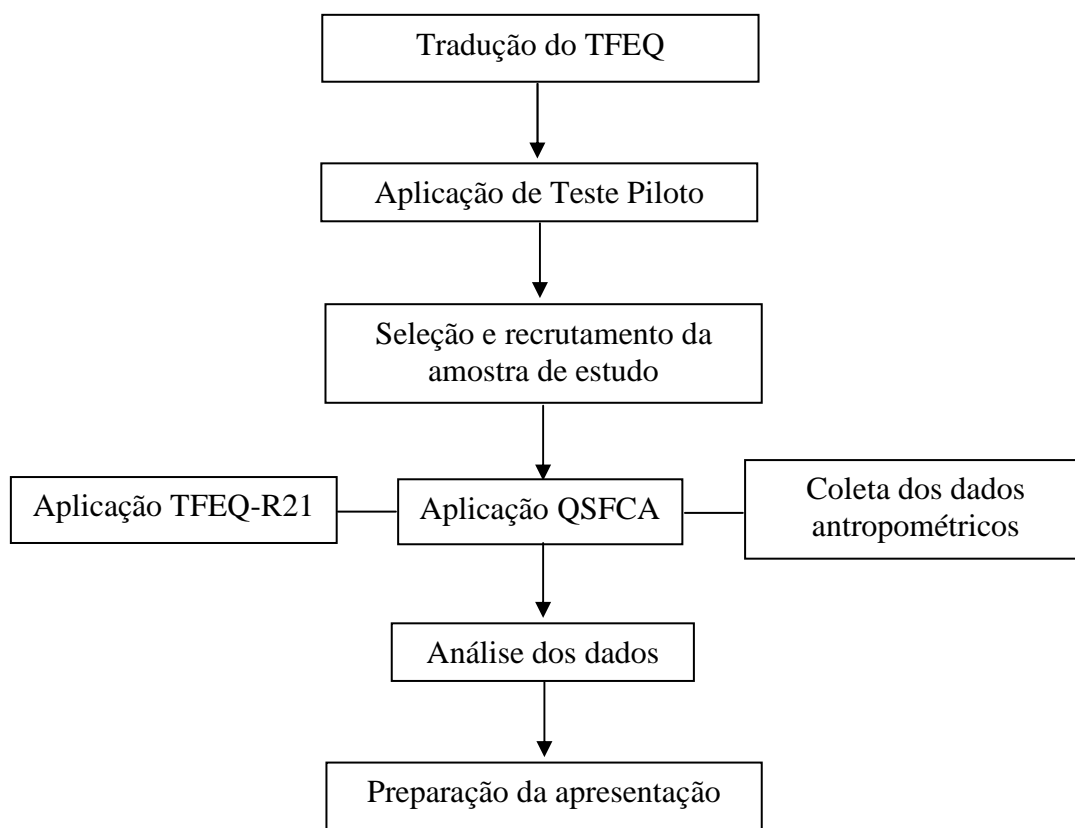 Tradução do TFEQ
Aplicação de Teste Piloto
Seleção e recrutamento da
amostra de estudo
Aplicação TFEQ-R21
Aplicação QSFCA
Coleta dos dados
antropométricos
Análise dos dados
Preparação da apresentação